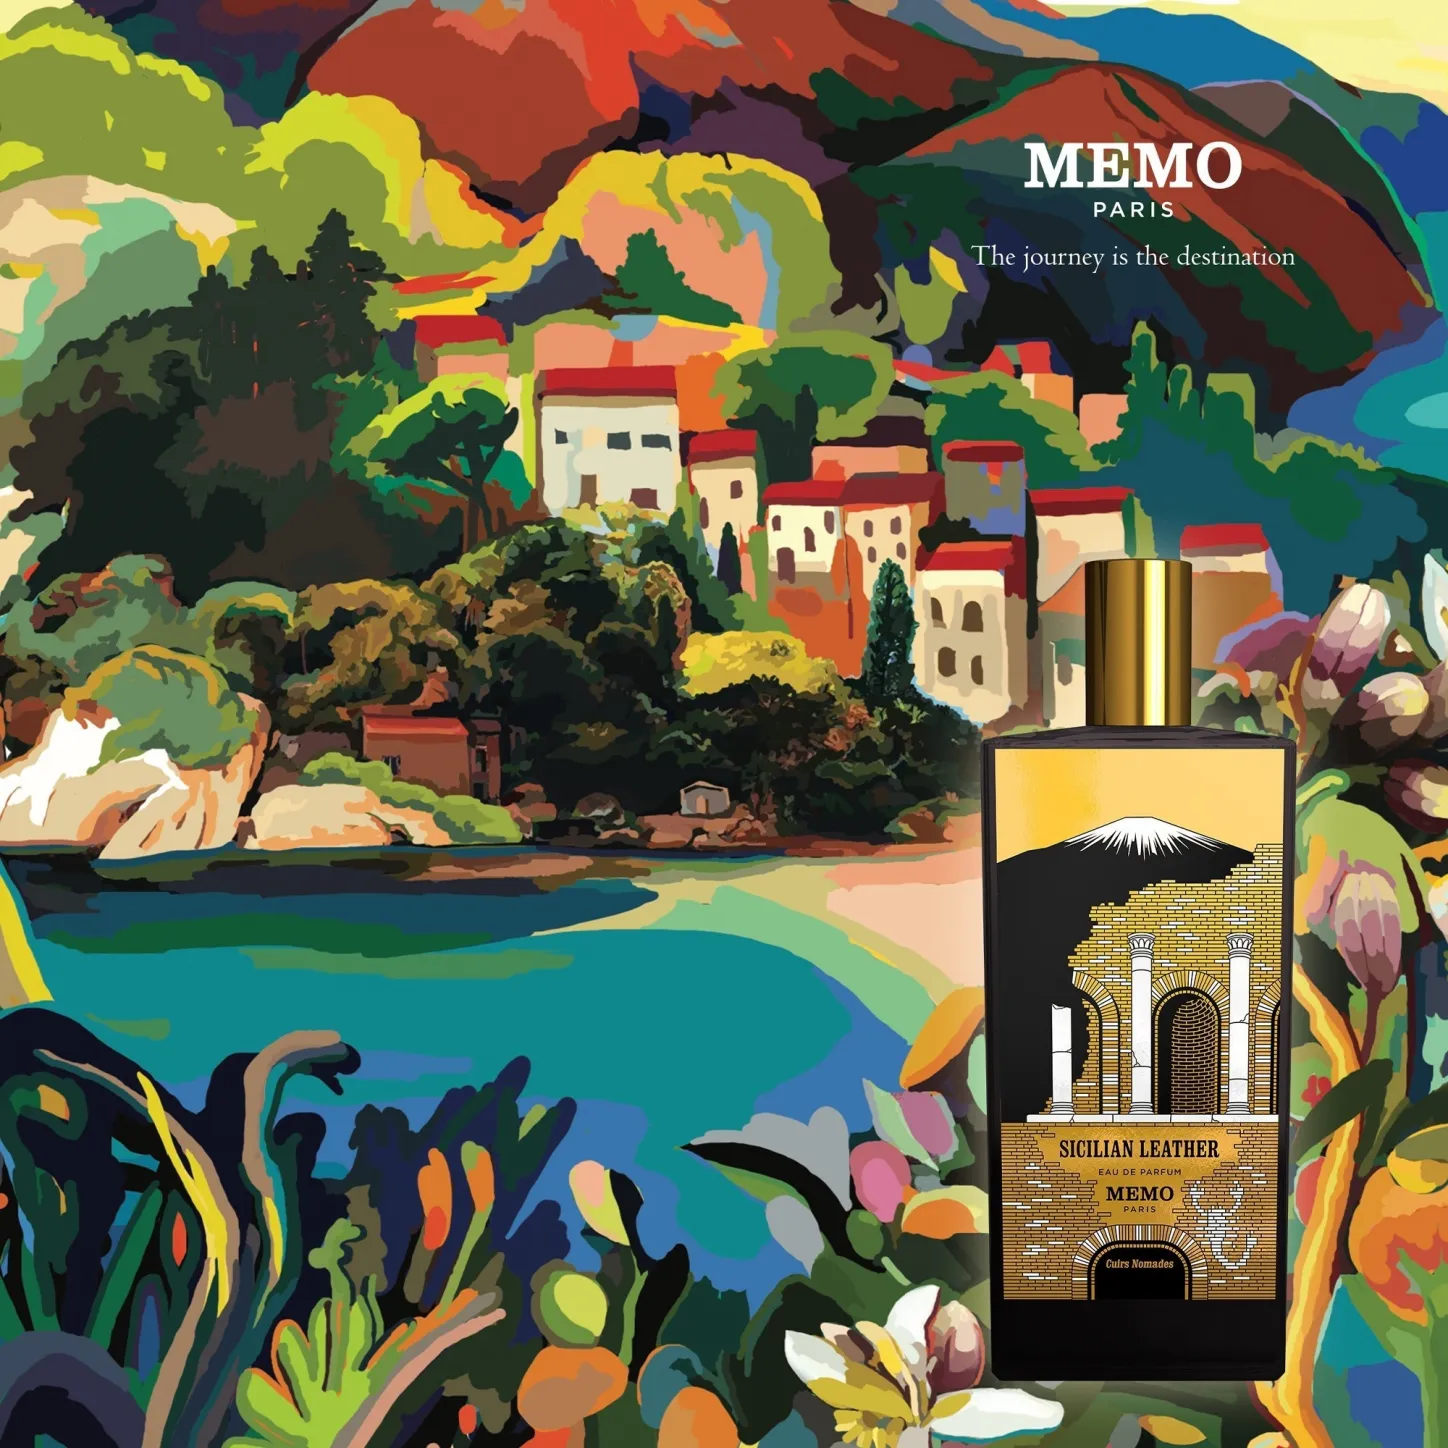 MEMO
PARIS
The journey is the destination
SICILIAN LEATHER
EAU DE PARFUM
MEMO
PARIS
Cuirs Nomades